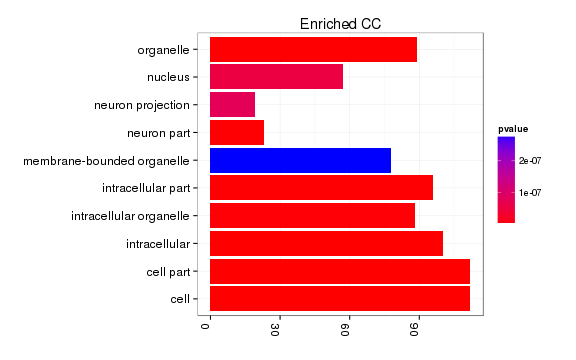 Enriched CC
organelle
nucleus
neuron projection
neuron part
membrane-bounded organelle
intracellular part
intracellular organelle
intracellular
cell part
cell
0
30
60
90
pvalue
2e-07
1e-07